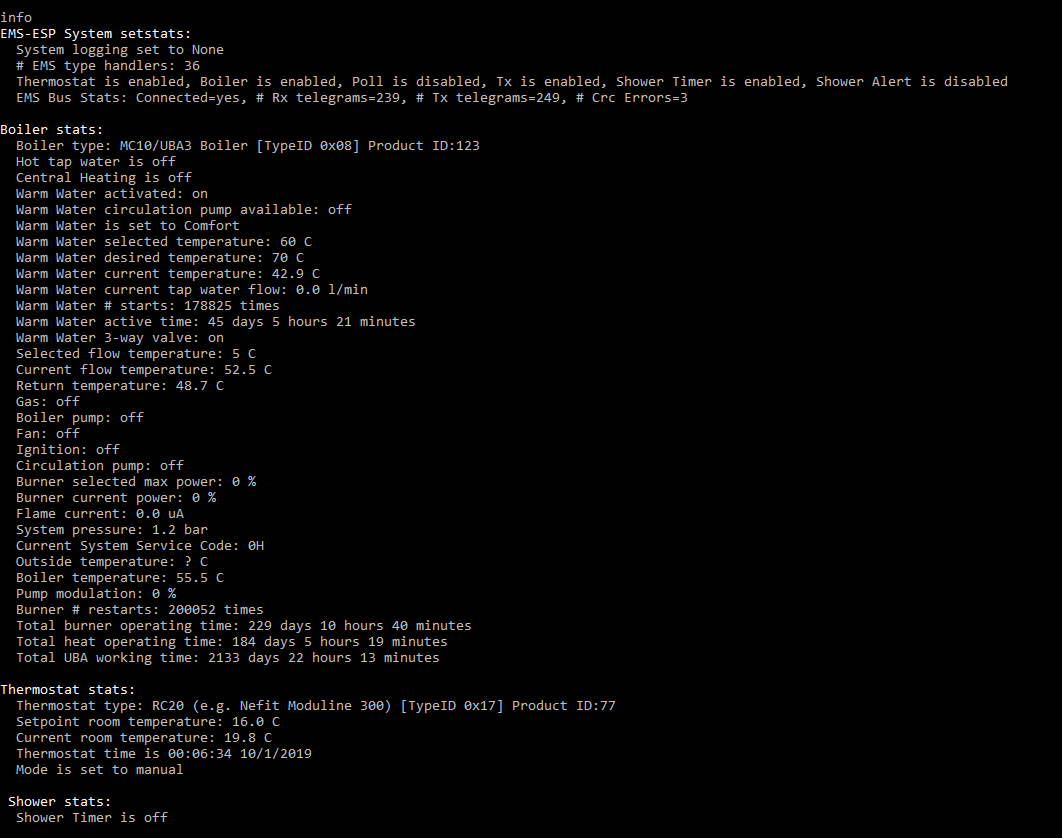 info
EMS-ESP System setstats:
System logging set to None
# EMS type handlers: 36
Thermostat is enabled, Boiler is enabled, Poll is disabled, Tx is enabled, Shower Timer is enabled, Shower Alert is disabled
EMS Bus Stats: Connected=yes, # Rx telegrams=239, # Tx telegrams=249, # Crc Errors=3
Boiler stats:
Boiler type: MC10/UBA3 Boiler [TypeID 0x08] Product ID:123
Hot tap water is off
Central Heating is off
Warm Water activated: on
Warm Water circulation pump available: off
Warm Water is set to Comfort
Warm Water selected temperature: 60 C
Warm Water desired temperature: 70 C
Warm Water current temperature: 42.9 C
Warm Water current tap water flow: 0.0 l/min
Warm Water # starts: 178825 times
Warm Water active time: 45 days 5 hours 21 minutes
Warm Water 3-way valve: on
Selected flow temperature: 5 C
Current flow temperature: 52.5 C
Return temperature: 48.7 C
Gas: off
Boiler pump: off
Fan: off
Ignition: off
Circulation pump: off
Burner selected max power: 0 %
Burner current power: 0 %
Flame current: 0.0 uA
System pressure: 1.2 bar
Current System Service Code: 0H
Outside temperature: ? C
Boiler temperature: 55.5 C
Pump modulation: 0 %
Burner # restarts: 200052 times
Total burner operating time: 229 days 10 hours 40 minutes
Total heat operating time: 184 days 5 hours 19 minutes
Total UBA working time: 2133 days 22 hours 13 minutes
Thermostat stats:
Thermostat type: RC20 (e.g. Nefit Moduline 300) [TypeID 0x17] Product ID:77
Setpoint room temperature: 16.0 C
Current room temperature: 19.8 C
Thermostat time is 00:06:34 10/1/2019
Mode is set to manual
Shower stats:
Shower Timer is off